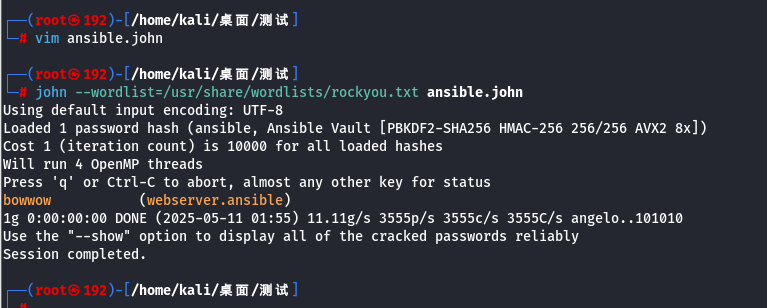 ┌──(root㉿192)-[/home/kali/桌面/测试]
└─# vim ansible.john
┌──(root㉿192)-[/home/kali/桌面/测试]
└─# john --wordlist=/usr/share/wordlists/rockyou.txt ansible.john
Using default input encoding: UTF-8
Loaded 1 password hash (ansible, Ansible Vault [PBKDF2-SHA256 HMAC-256 256/256 AVX2 8x])
Cost 1 (iteration count) is 10000 for all loaded hashes
Will run 4 OpenMP threads
Press 'q' or Ctrl-C to abort, almost any other key for status
bowwow           (webserver.ansible)
1g 0:00:00:00 DONE (2025-05-11 01:55) 11.11g/s 3555p/s 3555c/s 3555C/s angelo..101010
Use the "--show" option to display all of the cracked passwords reliably
Session completed.
┌──(root㉿192)-[/home/kali/桌面/测试]
└─#